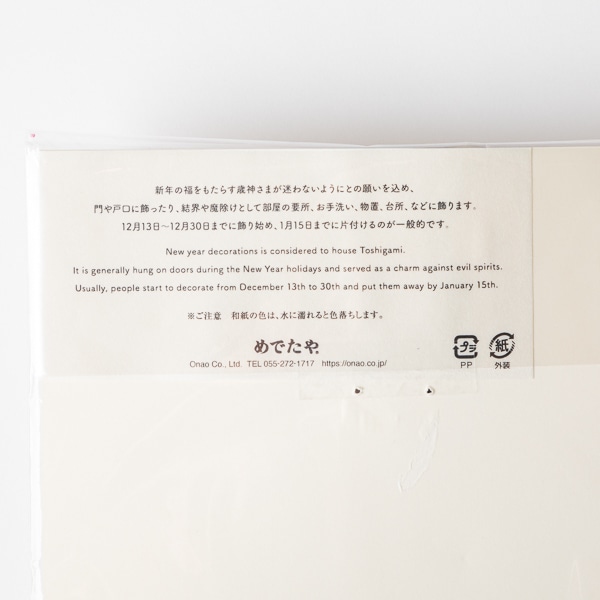 新年の福をもたらす歳神さまが迷わないようにとの願いを込め、
門や戸口に飾ったり、結界や魔除けとして部屋の要所、お手洗い、物置、台所、などに飾ります。
12月13日〜12月30日までに飾り始め、1月15日までに片付けるのが一般的です。
New year decorations is considered to house Toshigami.
It is generally hung on doors during the New Year holidays and served as a charm against evil spirits.
Usually, people start to decorate from December 13th to 30th and put them away by January 15th.
※ご注意 和紙の色は、水に濡れると色落ちします。
めでたや
Onao Co., Ltd. TEL 055-272-1717 https://onao.co.jp/
プラ 紙
PP 外装